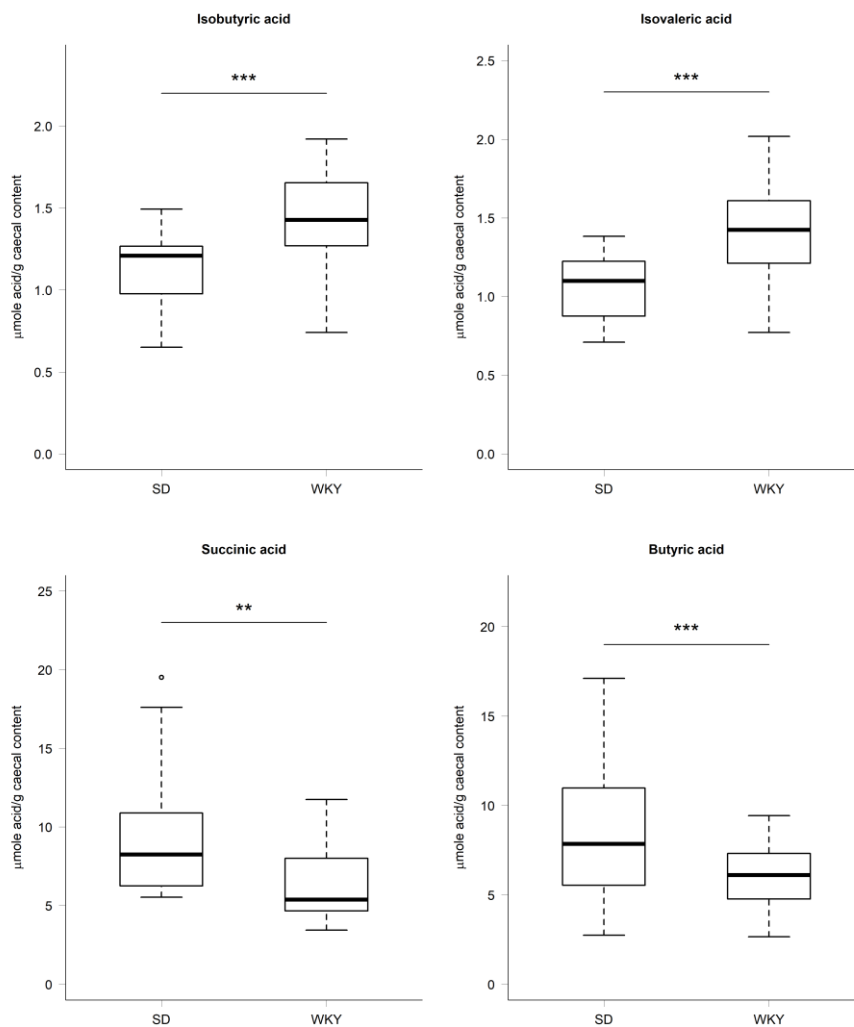 Isobutyric acid
***
μmole acid/g caecal content
2.0
1.5
1.0
0.5
0.0
SD WKY
Isovaleric acid
***
μmole acid/g caecal content
2.5
2.0
1.5
1.0
0.5
0.0
SD WKY
Succinic acid
**
μmole acid/g caecal content
25
20
15
10
5
0
SD WKY
Butyric acid
***
μmole acid/g caecal content
20
15
10
5
0
SD WKY